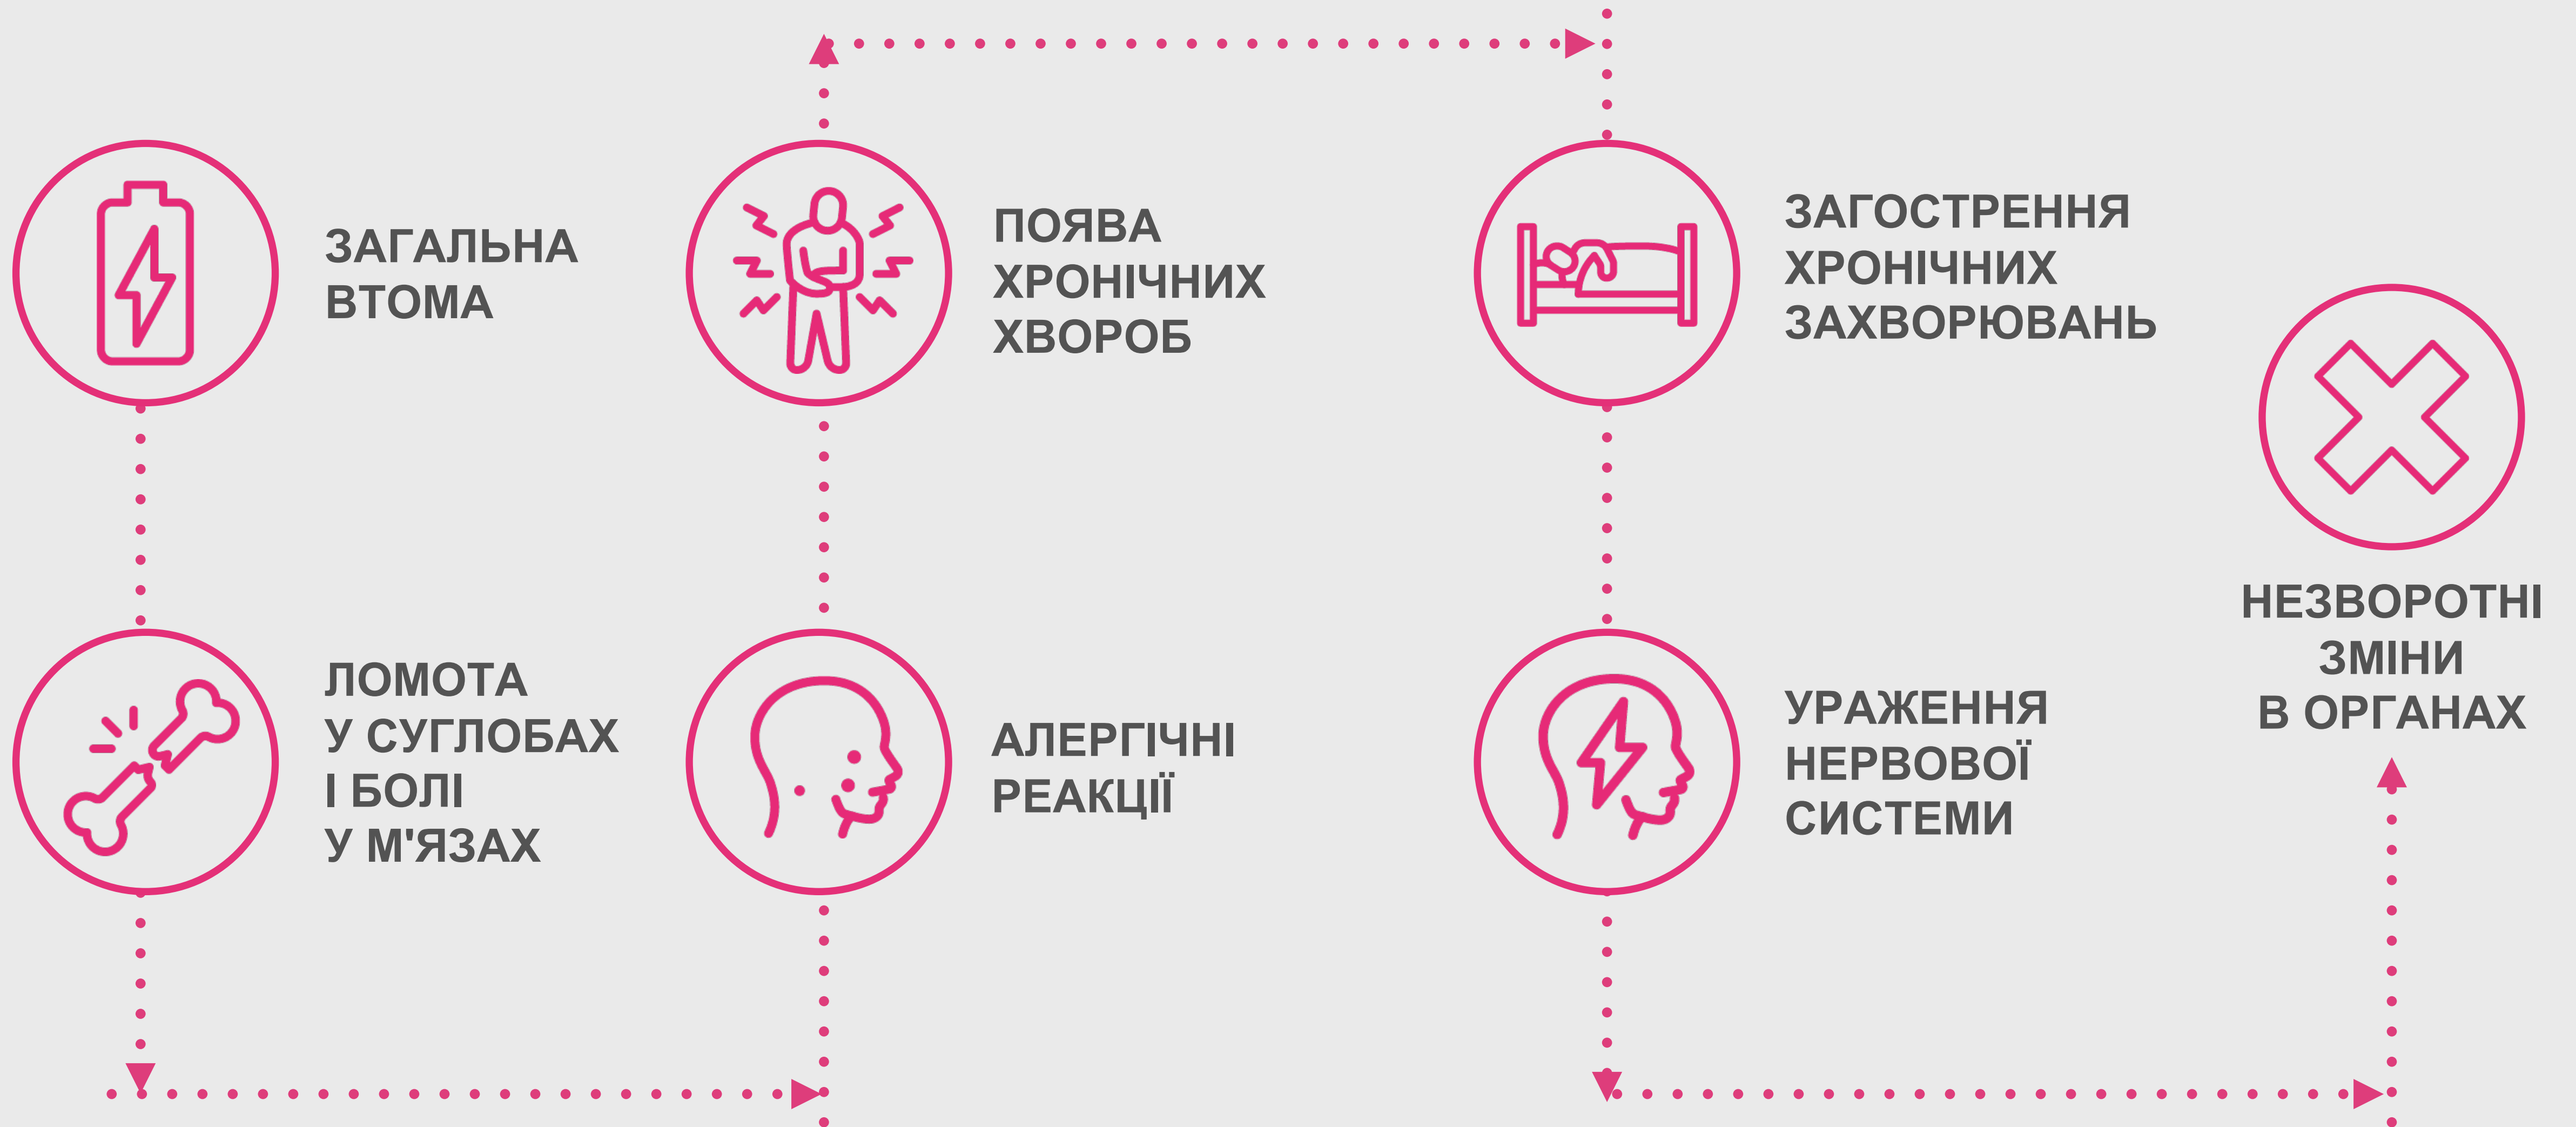 ЗАГАЛЬНА
ВТОМА
ЛОМОТА
У СУГЛОБАХ
І БОЛІ
У М'ЯЗАХ
АЛЕРГІЧНІ
РЕАКЦІЇ
ПОЯВА
ХРОНІЧНИХ
ХВОРОБ
ЗАГОСТРЕННЯ
ХРОНІЧНИХ
ЗАХВОРЮВАНЬ
УРАЖЕННЯ
НЕРВОВОЇ
СИСТЕМИ
НЕЗВОРОТНІ
ЗМІНИ
В ОРГАНАХ